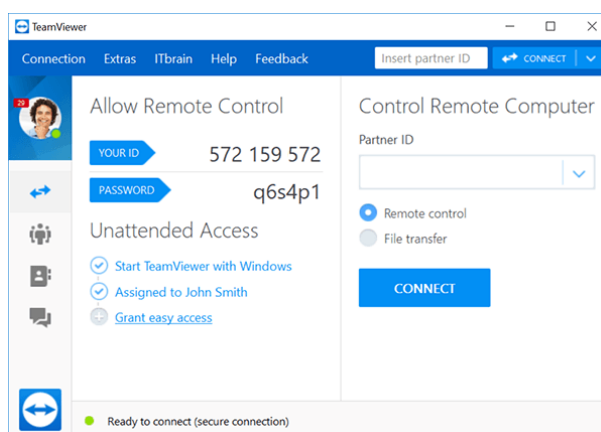 TeamViewer
Connection Extras ITbrain Help Feedback Insert partner ID CONNECT
29
Allow Remote Control
YOUR ID 572 159 572
PASSWORD q6s4p1
Unattended Access
Start TeamViewer with Windows
Assigned to John Smith
Grant easy access
Control Remote Computer
Partner ID
Remote control
File transfer
CONNECT
Ready to connect (secure connection)